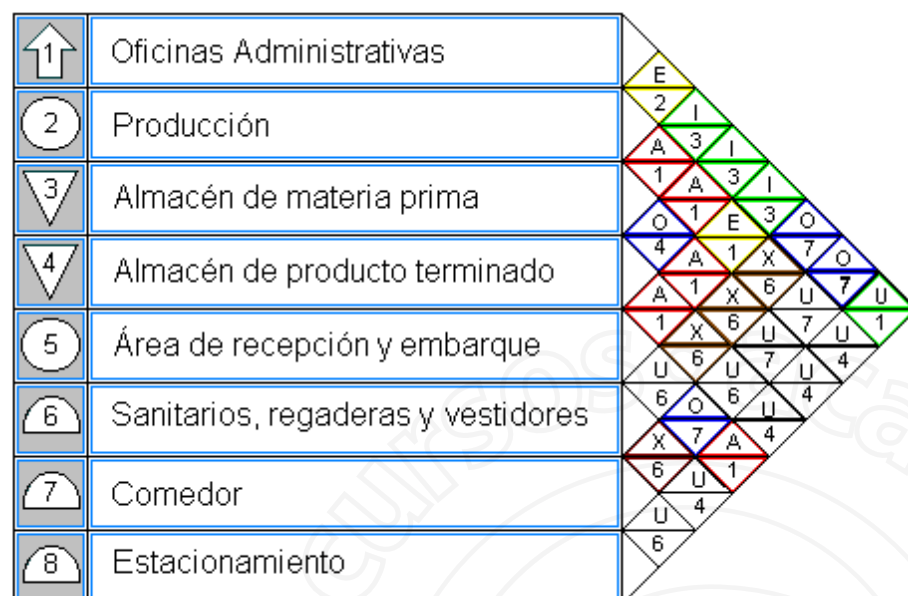 1 Oficinas Administrativas
2 Producción
3 Almacén de materia prima
4 Almacén de producto terminado
5 Área de recepción y embarque
6 Sanitarios, regaderas y vestidores
7 Comedor
8 Estacionamiento
E
2 I
A 3 I
1 A 3 I
O 1 E 3 O
4 A 1 X 7 O
A 1 X 6 U 7 U
1 X 6 U 7 U 1
U 6 U 7 U 4
6 O 6 U 4
X 7 A 4
6 U 1
U 4
6
cursos